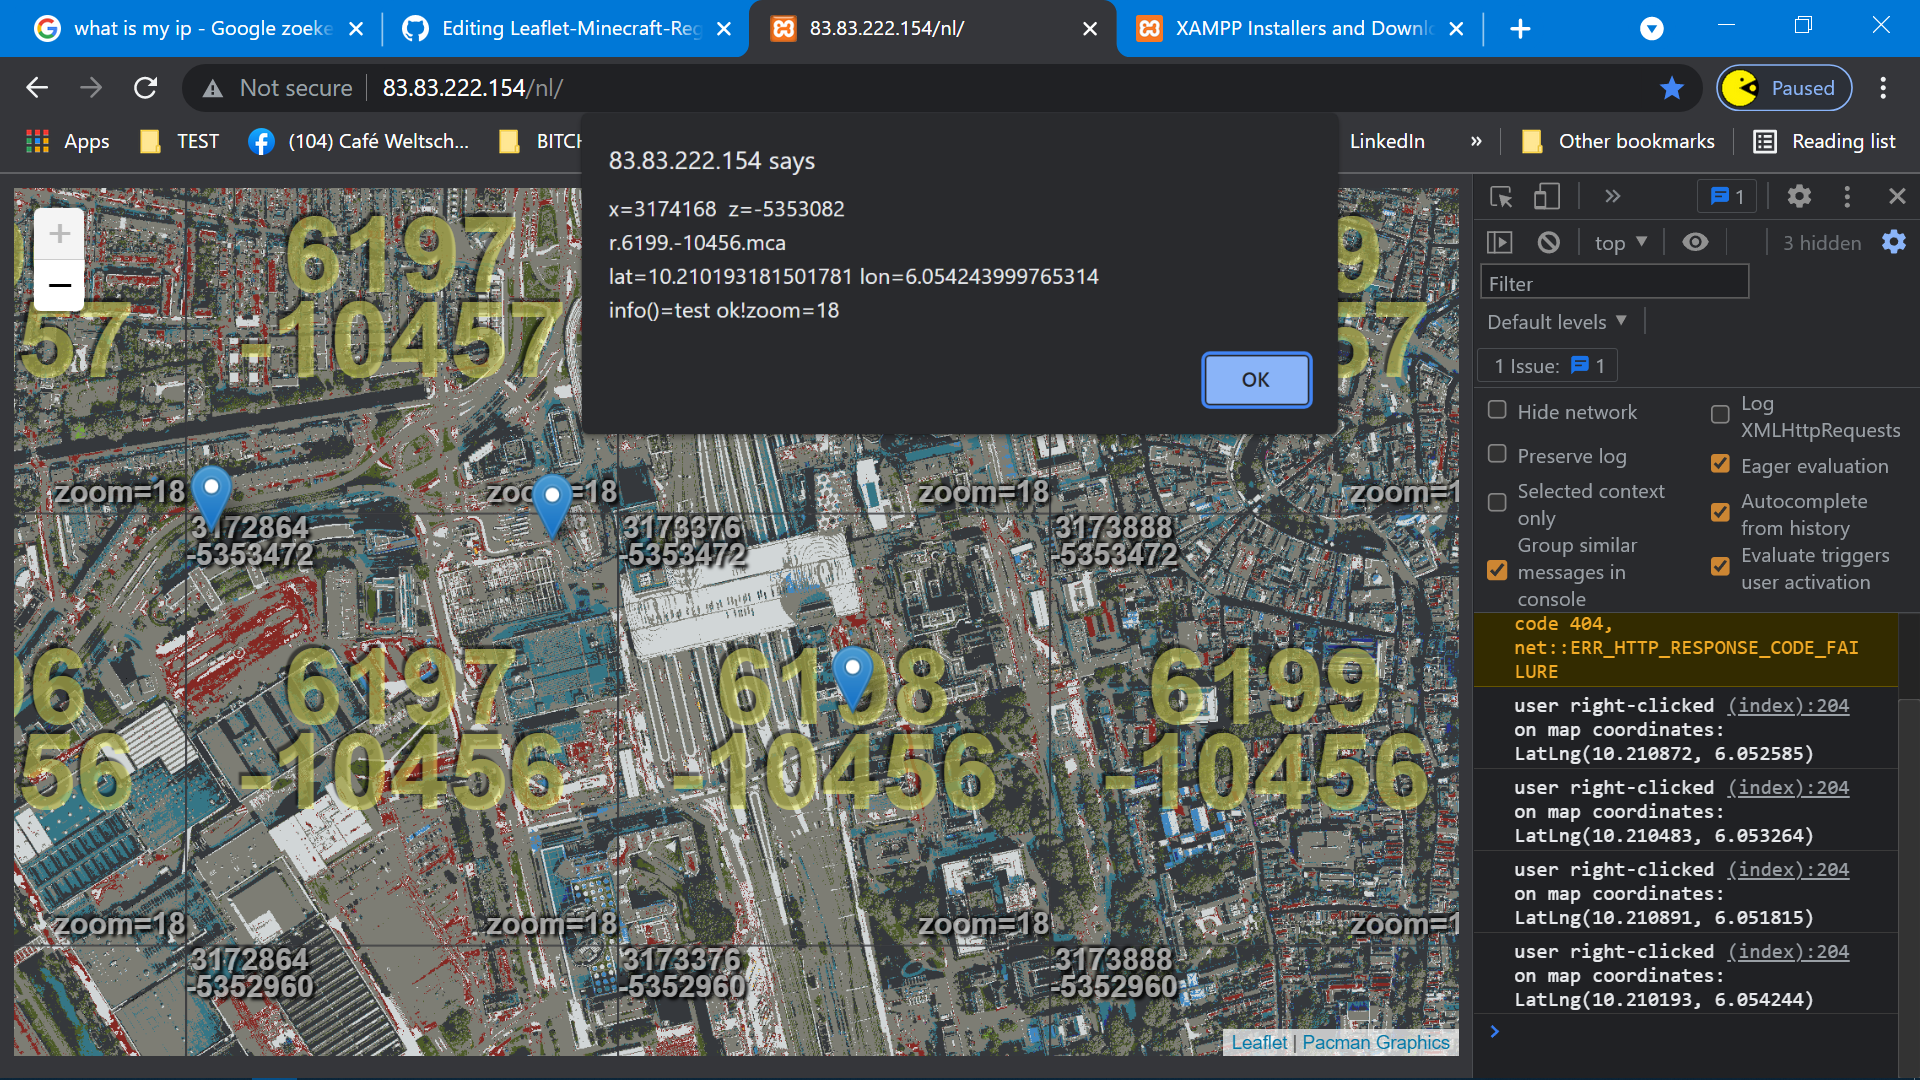 what is my ip - Google zoeke
Editing Leaflet-Minecraft-Reg
83.83.222.154/nl/
XAMPP Installers and Downlo
Not secure
83.83.222.154/nl/
Paused
Apps
TEST
(104) Café Weltsch...
BITCH
LinkedIn
»
Other bookmarks
Reading list
83.83.222.154 says
x=3174168 z=-5353082
r.6199.-10456.mca
lat=10.210193181501781 lon=6.054243999765314
info()=test ok!zoom=18
OK
+
−
6197
-10457
57
9
57
zoom=18
zoom=18
zoom=18
zoom=1
3172864
-5353472
3173376
-5353472
3173888
-5353472
96
56
6197
-10456
6198
-10456
6199
-10456
zoom=18
zoom=18
zoom=18
zoom=1
3172864
-5352960
3173376
-5352960
3173888
-5352960
Leaflet | Pacman Graphics
»
1
top ▼
3 hidden
Filter
Default levels ▼
1 Issue: 1
Hide network
Log
XMLHttpRequests
Preserve log
Eager evaluation
Selected context
only
Autocomplete
from history
Group similar
messages in
console
Evaluate triggers
user activation
code 404,
net::ERR_HTTP_RESPONSE_CODE_FAI
LURE
user right-clicked (index):204
on map coordinates:
LatLng(10.210872, 6.052585)
user right-clicked (index):204
on map coordinates:
LatLng(10.210483, 6.053264)
user right-clicked (index):204
on map coordinates:
LatLng(10.210891, 6.051815)
user right-clicked (index):204
on map coordinates:
LatLng(10.210193, 6.054244)
>